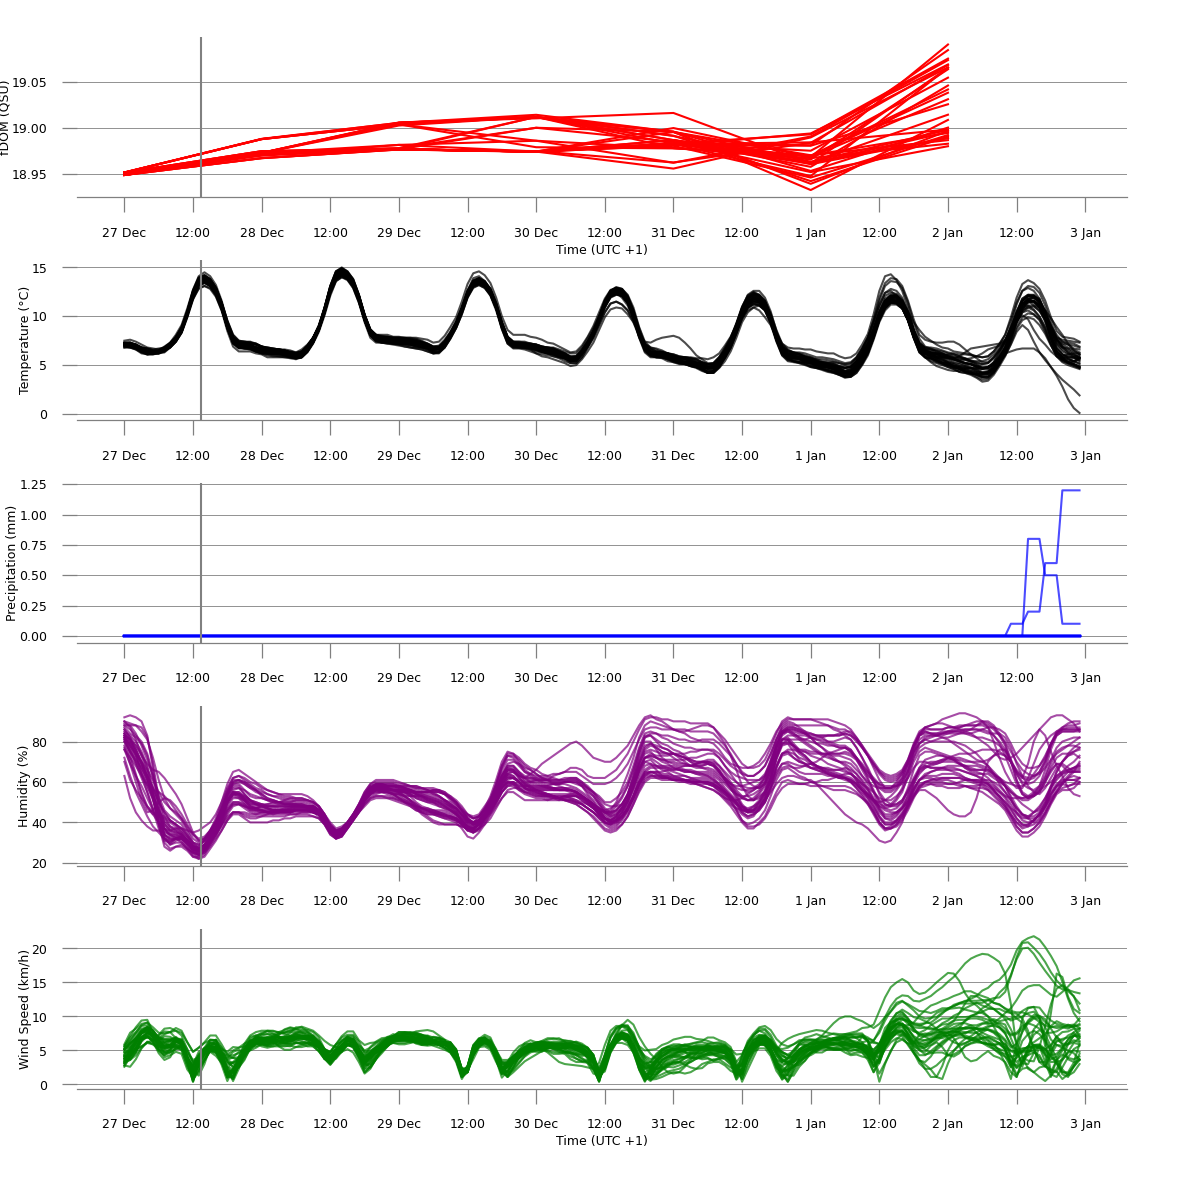 fDOM (QSU)
19.05
19.00
18.95
27 Dec 12:00 28 Dec 12:00 29 Dec 12:00 30 Dec 12:00 31 Dec 12:00 1 Jan 12:00 2 Jan 12:00 3 Jan
Time (UTC +1)
Temperature (°C)
15
10
5
0
27 Dec 12:00 28 Dec 12:00 29 Dec 12:00 30 Dec 12:00 31 Dec 12:00 1 Jan 12:00 2 Jan 12:00 3 Jan
Precipitation (mm)
1.25
1.00
0.75
0.50
0.25
0.00
27 Dec 12:00 28 Dec 12:00 29 Dec 12:00 30 Dec 12:00 31 Dec 12:00 1 Jan 12:00 2 Jan 12:00 3 Jan
Humidity (%)
80
60
40
20
27 Dec 12:00 28 Dec 12:00 29 Dec 12:00 30 Dec 12:00 31 Dec 12:00 1 Jan 12:00 2 Jan 12:00 3 Jan
Wind Speed (km/h)
20
15
10
5
0
27 Dec 12:00 28 Dec 12:00 29 Dec 12:00 30 Dec 12:00 31 Dec 12:00 1 Jan 12:00 2 Jan 12:00 3 Jan
Time (UTC +1)